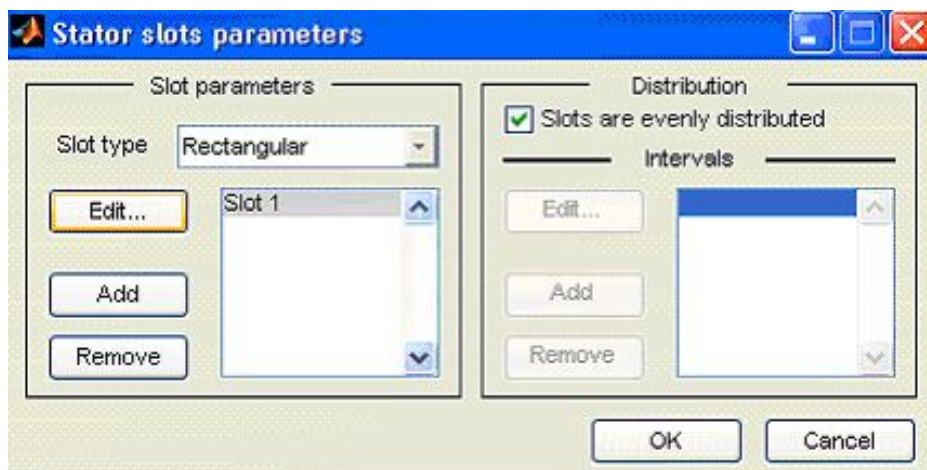 Stator slots parameters
Slot parameters
Slot type Rectangular
Edit...
Slot 1
Add
Remove
Distribution
Slots are evenly distributed
Intervals
Edit...
Add
Remove
OK
Cancel